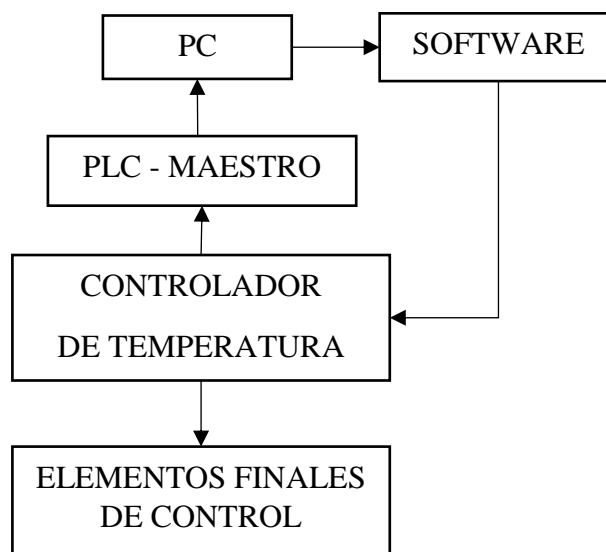 PC
SOFTWARE
PLC - MAESTRO
CONTROLADOR
DE TEMPERATURA
ELEMENTOS FINALES
DE CONTROL